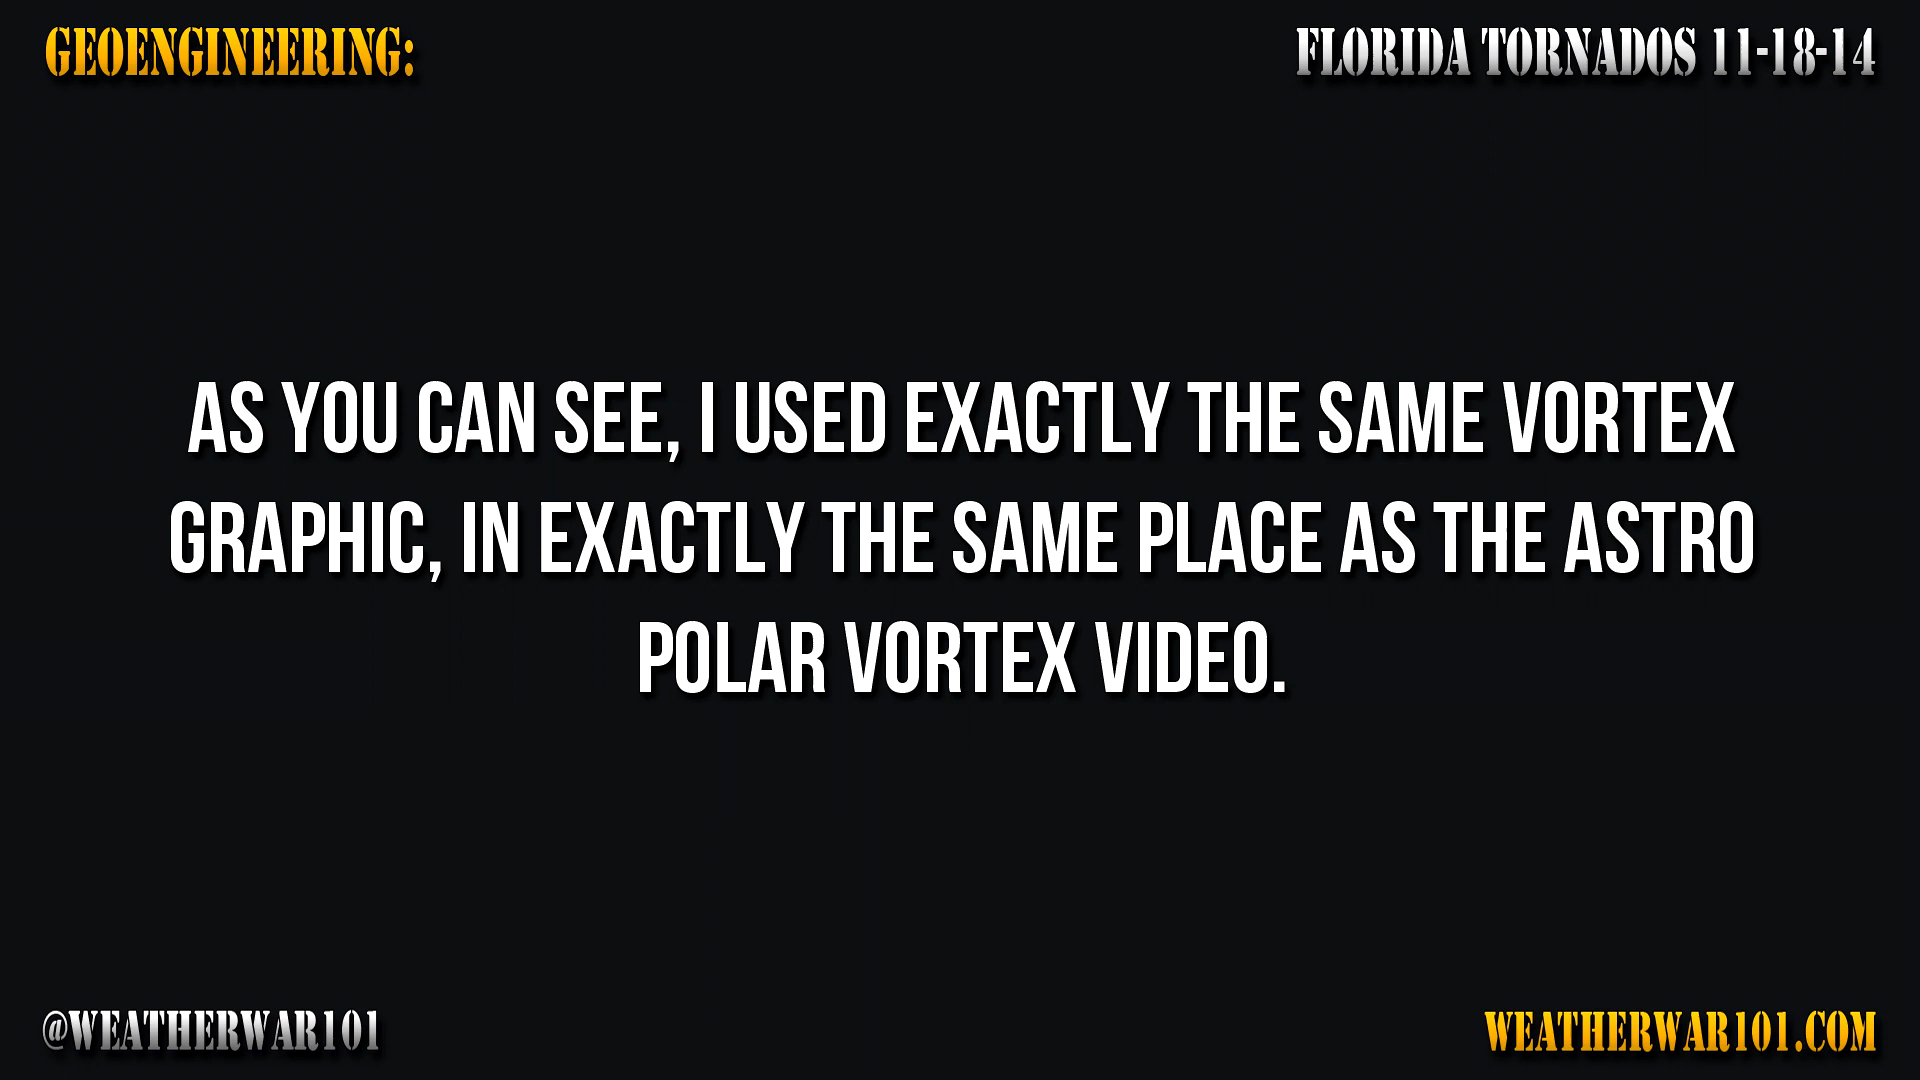 GEOENGINEERING:
FLORIDA TORNADOS 11-18-14
AS YOU CAN SEE, I USED EXACTLY THE SAME VORTEX
GRAPHIC, IN EXACTLY THE SAME PLACE AS THE ASTRO
POLAR VORTEX VIDEO.
@WEATHERWAR101
WEATHERWAR101.COM